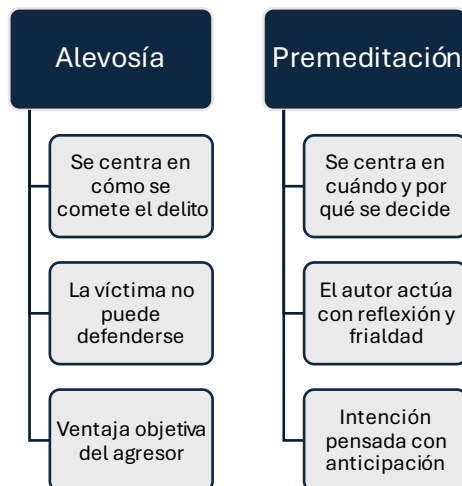 Alevosía
Se centra en
cómo se
comete el delito
La víctima no
puede
defenderse
Ventaja objetiva
del agresor
Premeditación
Se centra en
cuándo y por
qué se decide
El autor actúa
con reflexión y
frialdad
Intención
pensada con
anticipación